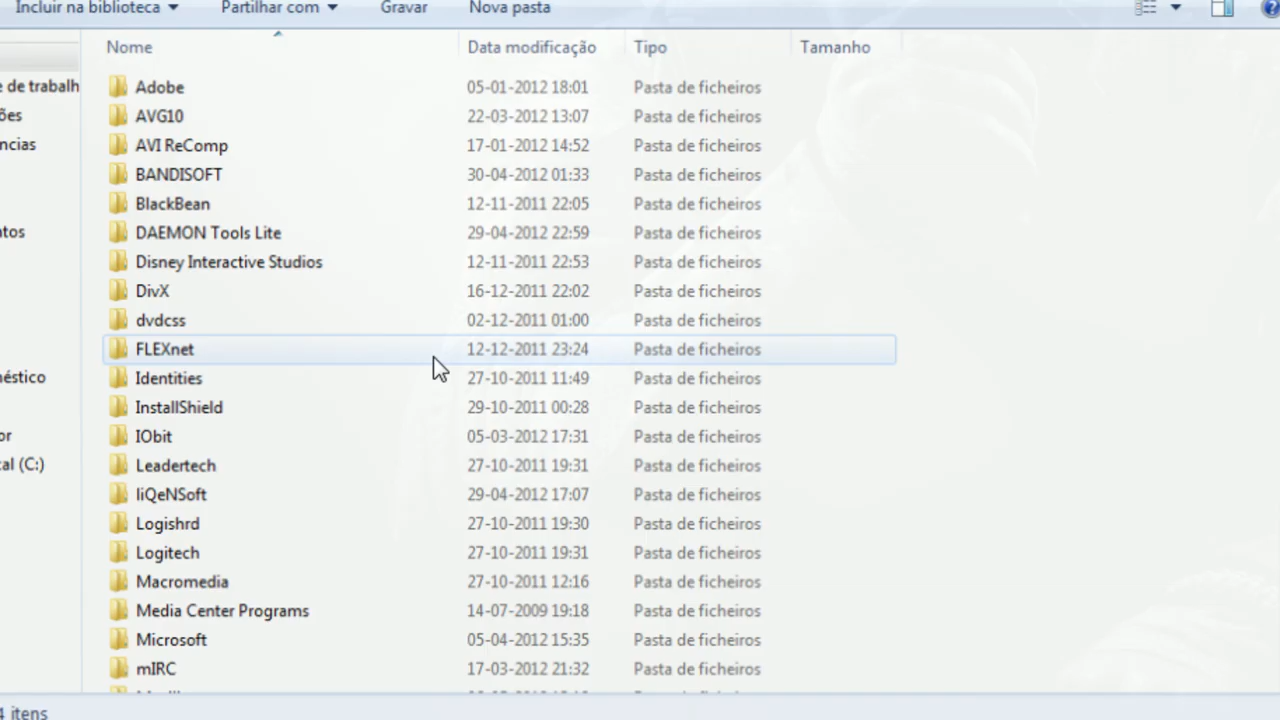 Incluir na biblioteca Partilhar com Gravar Nova pasta
Nome Data modificação Tipo Tamanho
e de trabalh Adobe 05-01-2012 18:01 Pasta de ficheiros
ões AVG10 22-03-2012 13:07 Pasta de ficheiros
ncias AVI ReComp 17-01-2012 14:52 Pasta de ficheiros
BANDISOFT 30-04-2012 01:33 Pasta de ficheiros
BlackBean 12-11-2011 22:05 Pasta de ficheiros
ntos DAEMON Tools Lite 29-04-2012 22:59 Pasta de ficheiros
Disney Interactive Studios 12-11-2011 22:53 Pasta de ficheiros
DivX 16-12-2011 22:02 Pasta de ficheiros
dvdcss 02-12-2011 01:00 Pasta de ficheiros
FLEXnet 12-12-2011 23:24 Pasta de ficheiros
néstico Identities 27-10-2011 11:49 Pasta de ficheiros
InstallShield 29-10-2011 00:28 Pasta de ficheiros
or IObit 05-03-2012 17:31 Pasta de ficheiros
cal (C:) Leadertech 27-10-2011 19:31 Pasta de ficheiros
liQeNSoft 29-04-2012 17:07 Pasta de ficheiros
Logishrd 27-10-2011 19:30 Pasta de ficheiros
Logitech 27-10-2011 19:31 Pasta de ficheiros
Macromedia 27-10-2011 12:16 Pasta de ficheiros
Media Center Programs 14-07-2009 19:18 Pasta de ficheiros
Microsoft 05-04-2012 15:35 Pasta de ficheiros
mIRC 17-03-2012 21:32 Pasta de ficheiros
4 itens